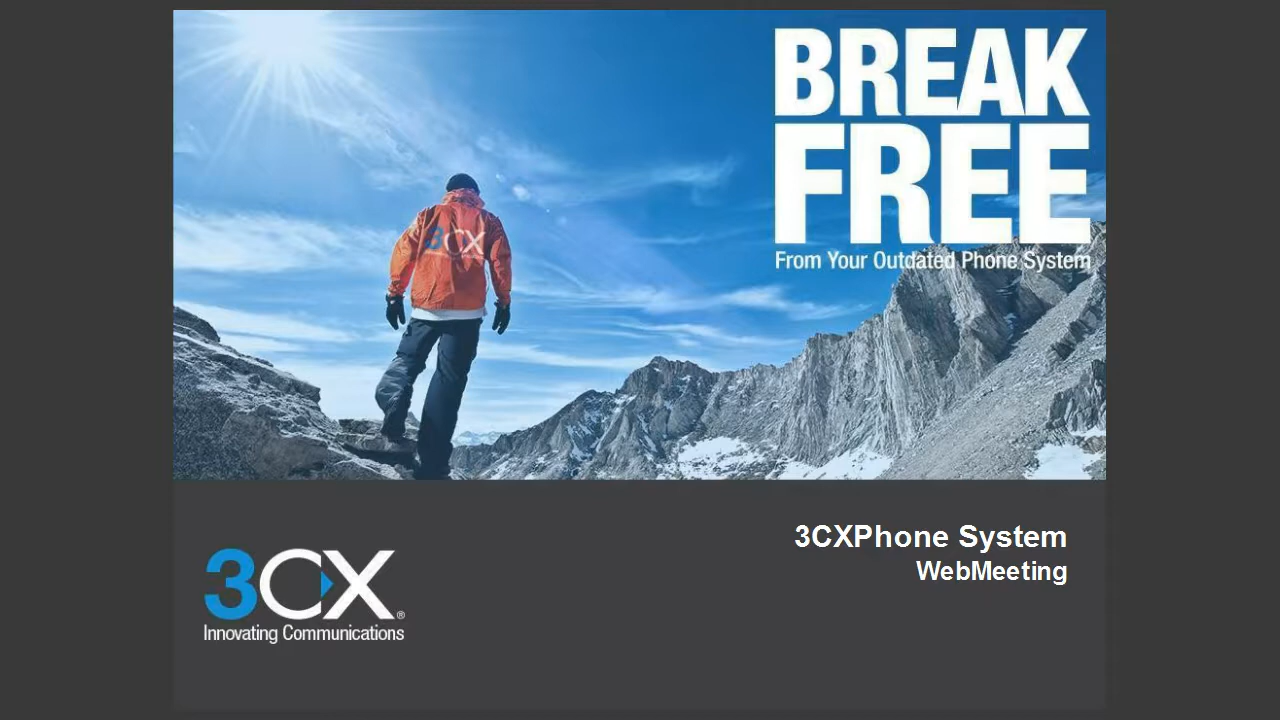 BREAK
FREE
From Your Outdated Phone System
3CX
3CXPhone System
WebMeeting
3CX®
Innovating Communications